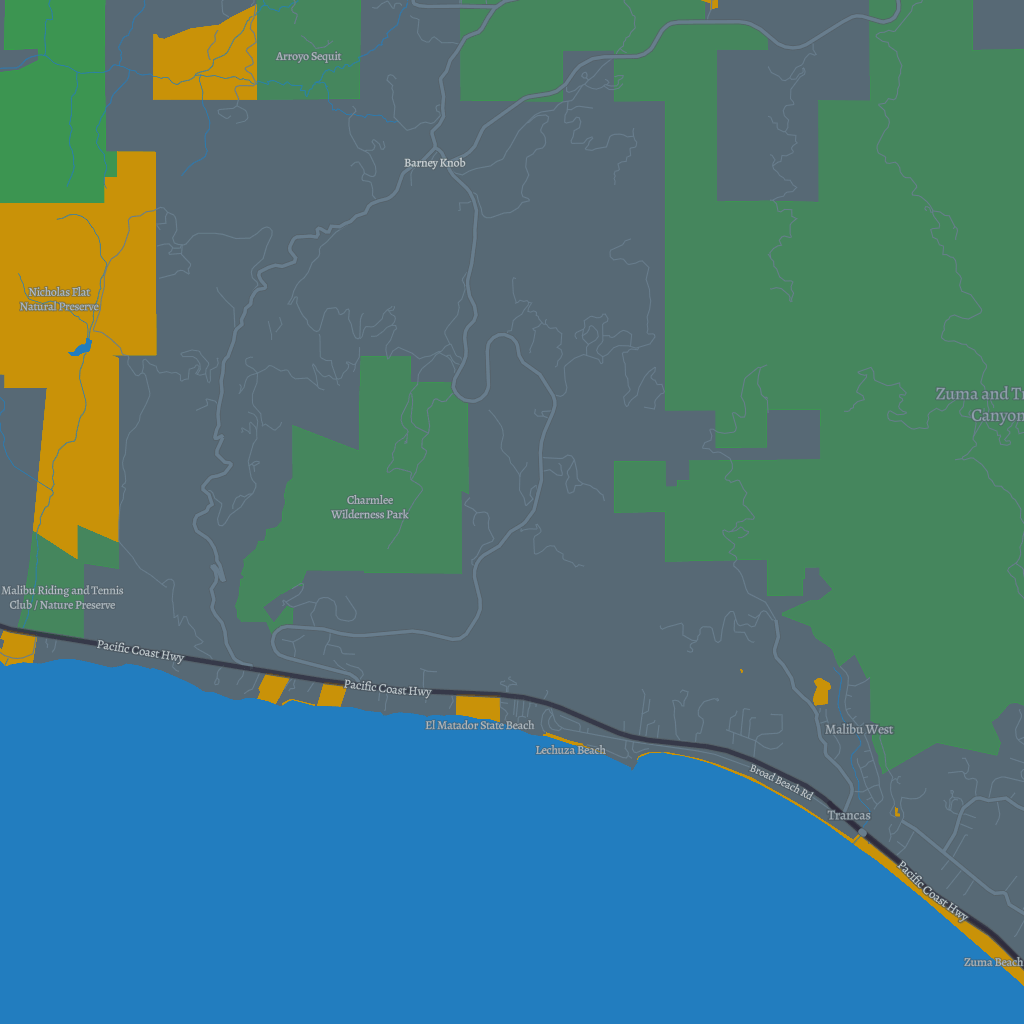 Arroyo Sequit
Barney Knob
Nicholas Flat
Natural Preserve
Zuma and
Canyon
Charmlee
Wilderness Park
Malibu Riding and Tennis
Club / Nature Preserve
Pacific Coast Hwy
Pacific Coast Hwy
El Matador State Beach
Lechuza Beach
Malibu West
Broad Beach Rd
Trancas
Pacific Coast Hwy
Zuma Beach